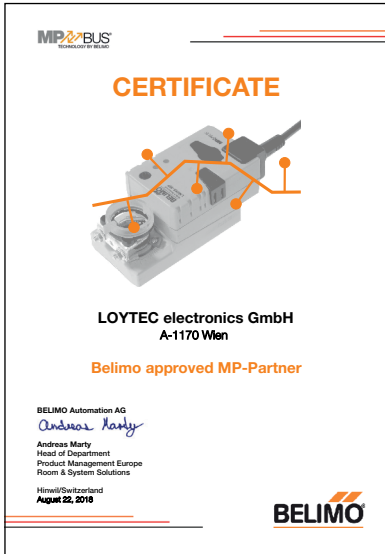 MP BUS®
TECHNOLOGY BY BELIMO
CERTIFICATE
BELIMO
LOYTEC electronics GmbH
A-1170 Wien
Belimo approved MP-Partner
BELIMO Automation AG
Andreas Marty
Andreas Marty
Head of Department
Product Management Europe
Room & System Solutions
Hinwil/Switzerland
August 22, 2018
BELIMO®